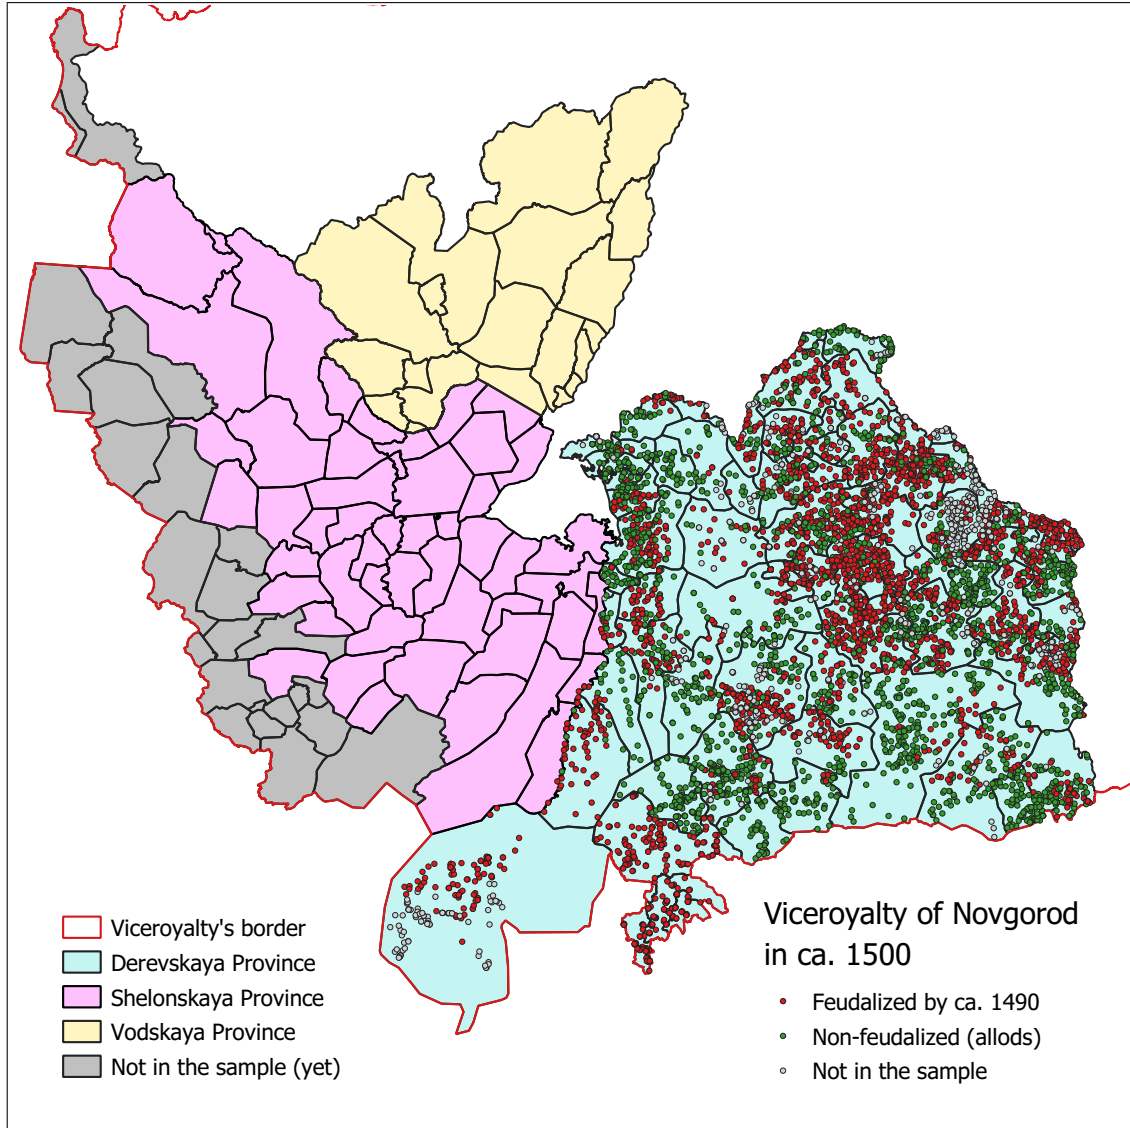 Viceroyalty's border
Derevskaya Province
Shelonskaya Province
Vodskaya Province
Not in the sample (yet)
Viceroyalty of Novgorod
in ca. 1500
Feudalized by ca. 1490
Non-feudalized (allods)
Not in the sample